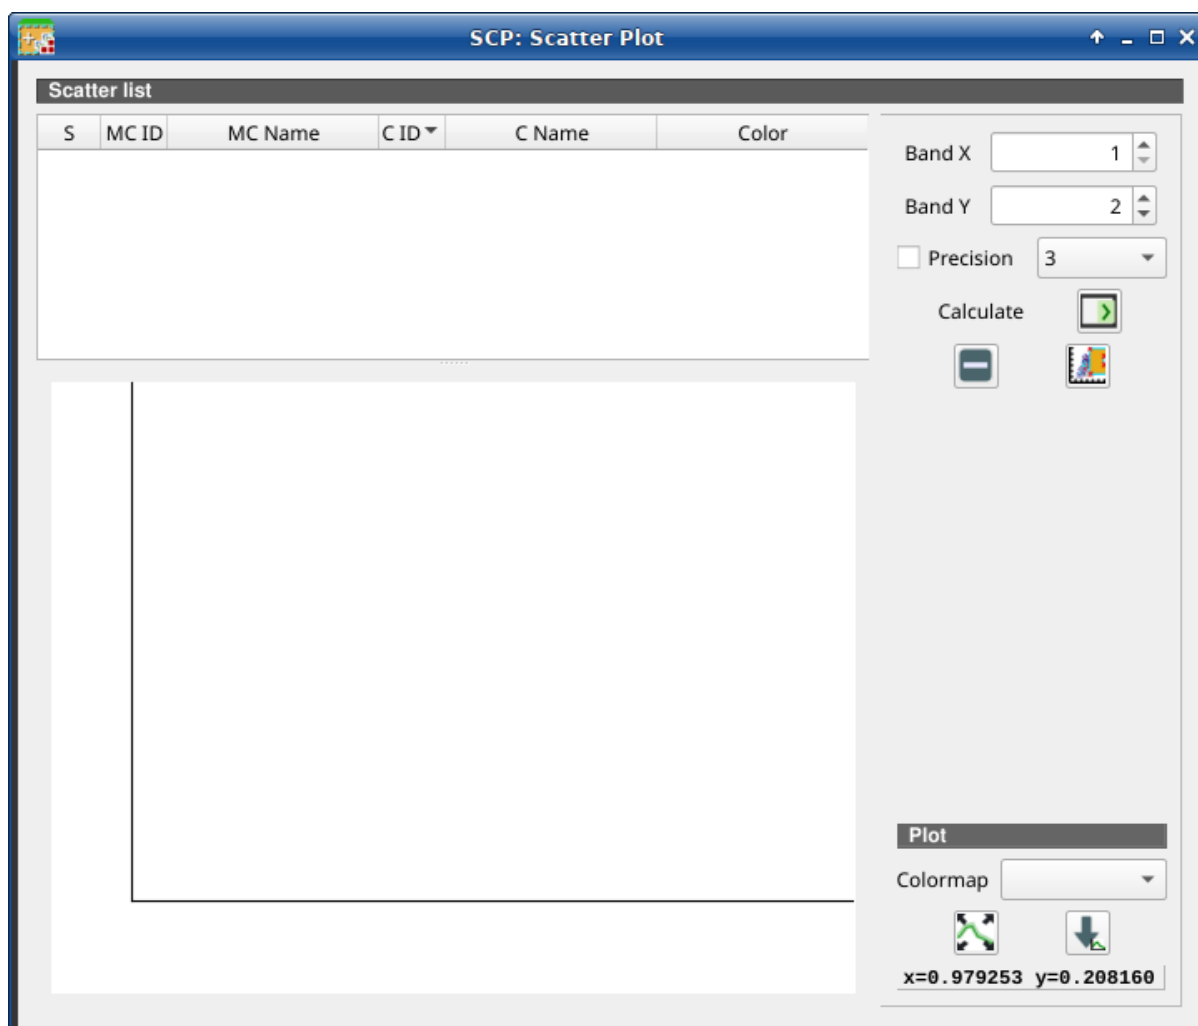 SCP: Scatter Plot
Scatter list
S MC ID MC Name C ID C Name Color
Band X 1
Band Y 2
Precision 3
Calculate
Plot
Colormap
x=0.979253 y=0.208160